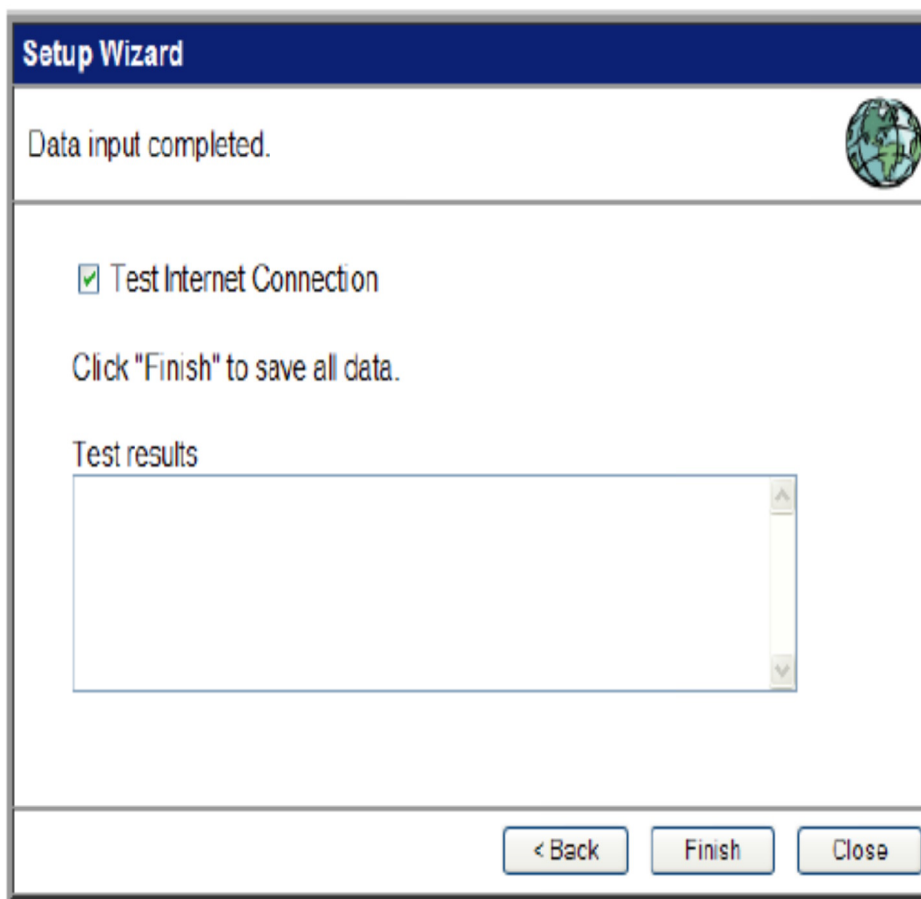 Setup Wizard
Data input completed.
Test Internet Connection
Click "Finish" to save all data.
Test results
< Back Finish Close